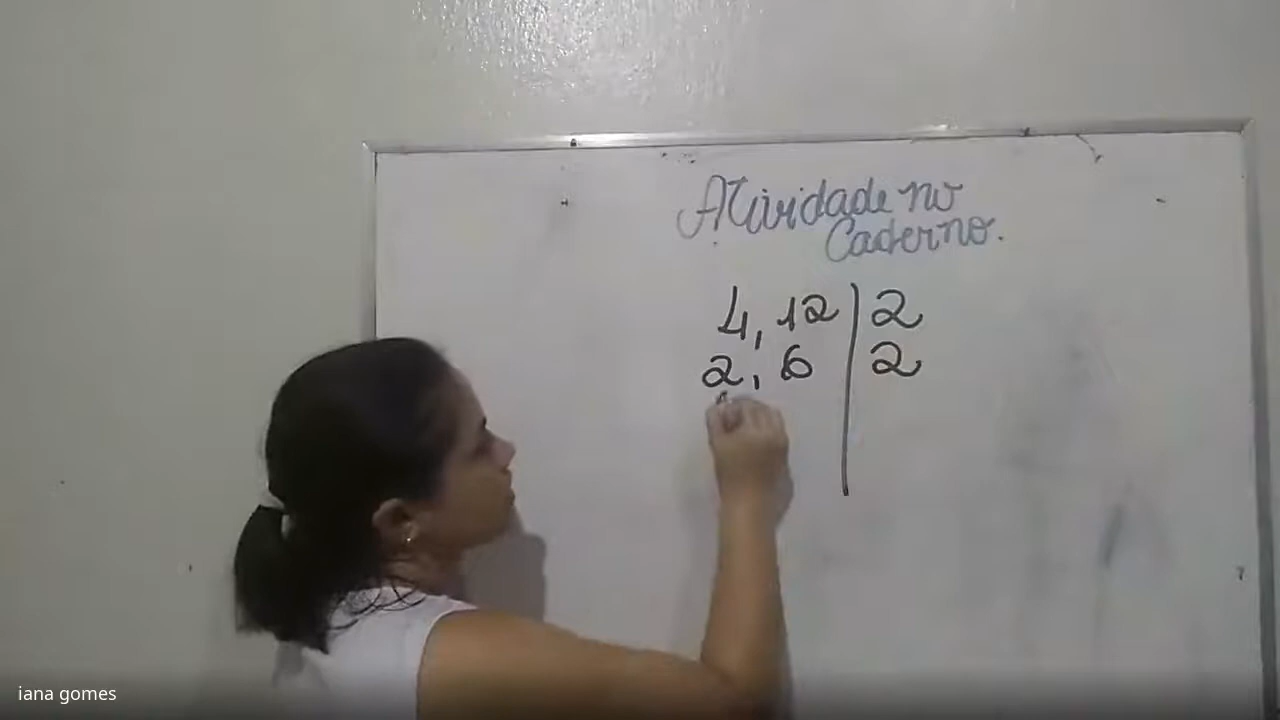 Atividade no
Caderno.
4, 12 | 2
2, 6 | 2
iana gomes